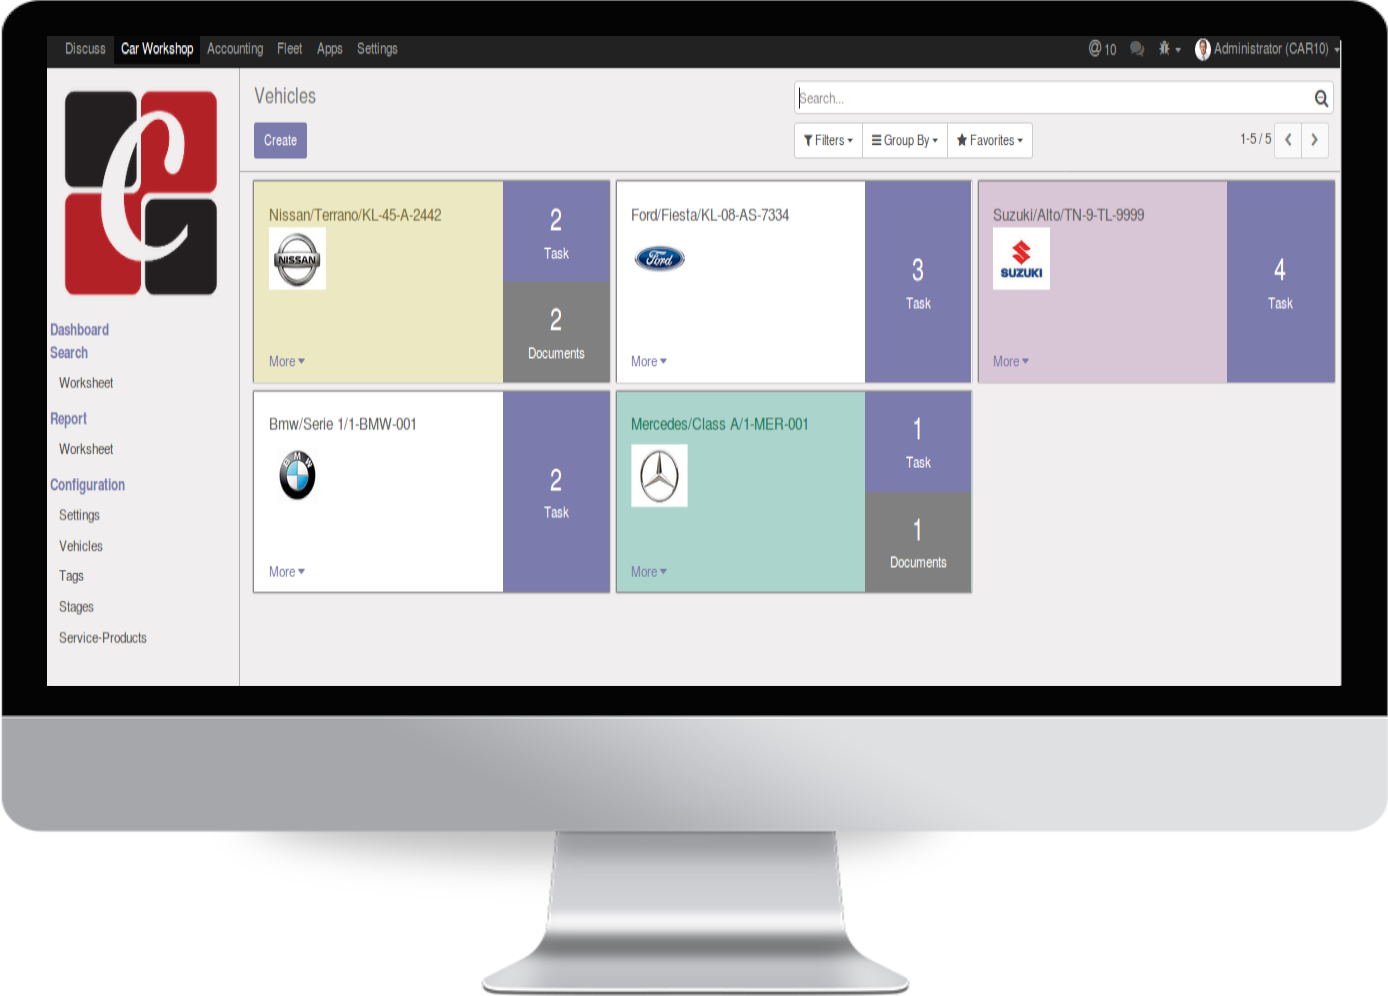 Discuss Car Workshop Accounting Fleet Apps Settings @ 10 Administrator (CAR10)
C
Dashboard
Search
Worksheet
Report
Worksheet
Configuration
Settings
Vehicles
Tags
Stages
Service-Products
Vehicles
Search...
Create
Filters Group By Favorites
1-5 / 5
Nissan/Terrano/KL-45-A-2442
NISSAN
More
2
Task
2
Documents
Ford/Fiesta/KL-08-AS-7334
Ford
More
3
Task
Suzuki/Alto/TN-9-TL-9999
SUZUKI
More
4
Task
Bmw/Serie 1/1-BMW-001
BMW
More
2
Task
Mercedes/Class A/1-MER-001
More
1
Task
1
Documents